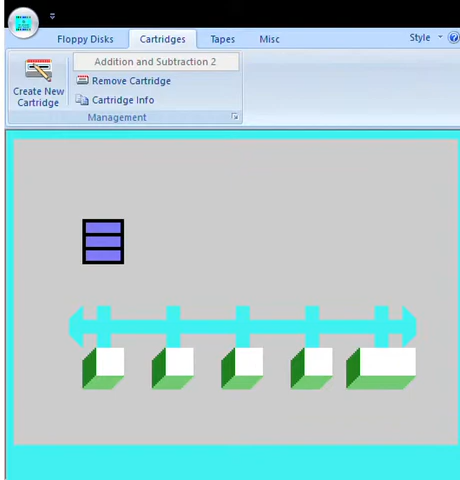 Floppy Disks Cartridges Tapes Misc Style
Addition and Subtraction 2
Remove Cartridge
Create New
Cartridge
Cartridge Info
Management